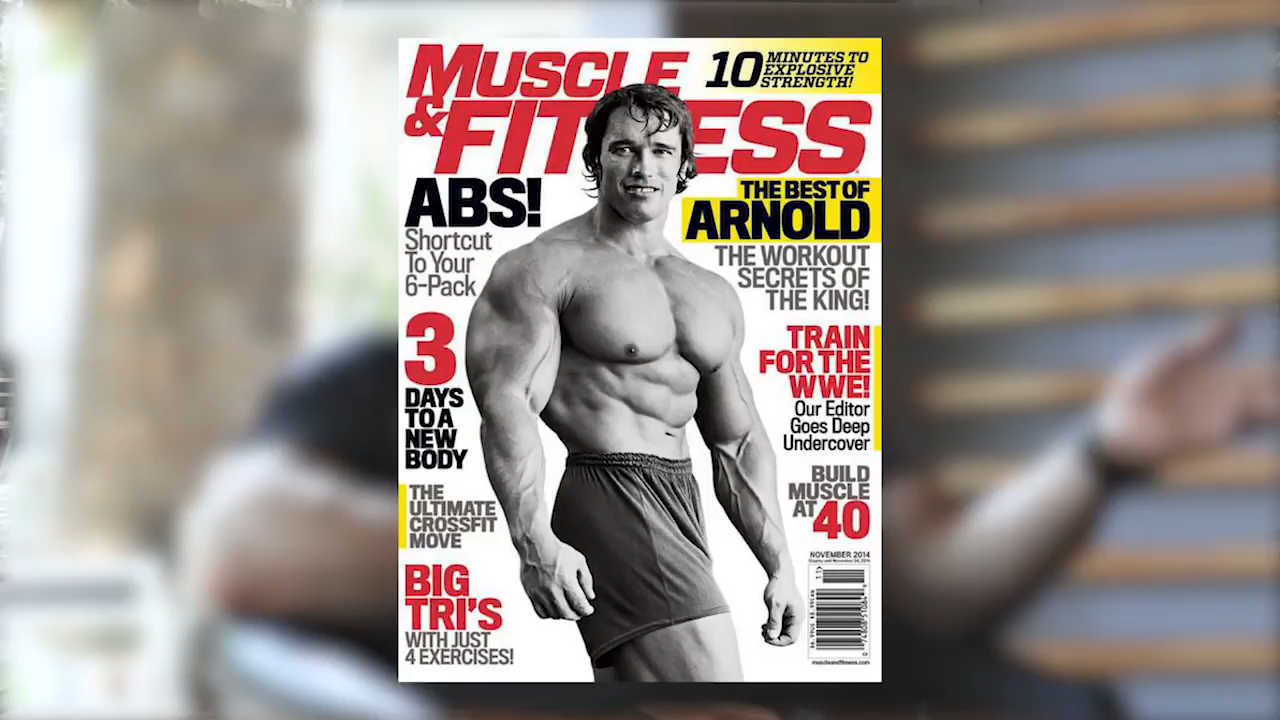 MUSCLE
& FITNESS
10 MINUTES TO
EXPLOSIVE
STRENGTH!
ABS!
Shortcut
To Your
6-Pack
3
DAYS
TO A
NEW
BODY
THE
ULTIMATE
CROSSFIT
MOVE
BIG
TRI'S
WITH JUST
4 EXERCISES!
THE BEST OF
ARNOLD
THE WORKOUT
SECRETS OF
THE KING!
TRAIN
FOR THE
WWE!
Our Editor
Goes Deep
Undercover
BUILD
MUSCLE
AT 40
NOVEMBER 2014
muscleandfitness.com